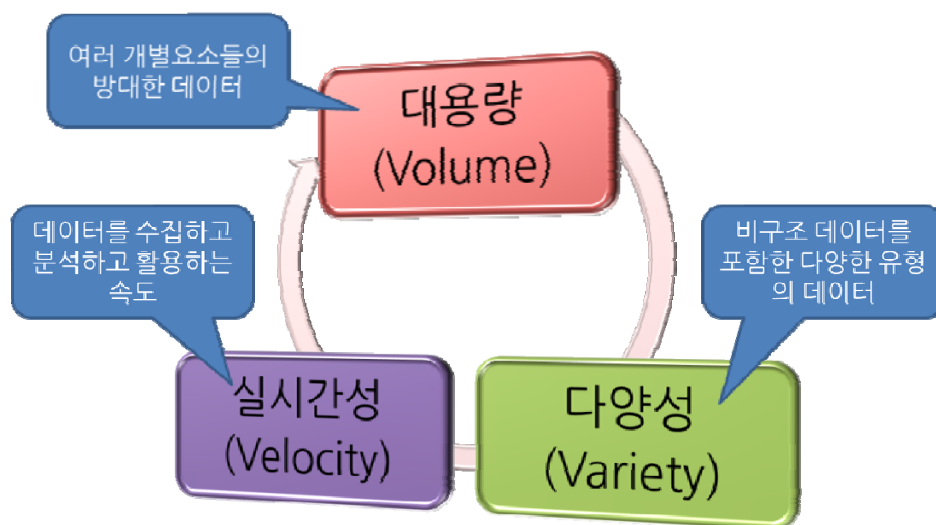 여러 개별요소들의
방대한 데이터
대용량
(Volume)
데이터를 수집하고
분석하고 활용하는
속도
비구조 데이터를
포함한 다양한 유형
의 데이터
실시간성
(Velocity)
다양성
(Variety)